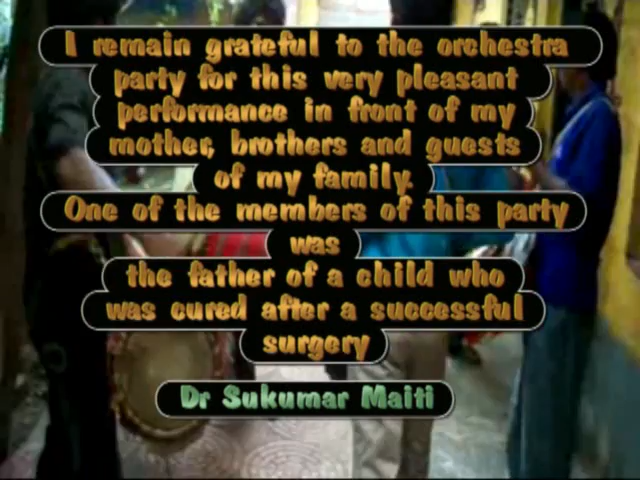 I remain grateful to the orchestra
party for this very pleasant
performance in front of my
mother, brothers and guests
of my family.
One of the members of this party
was
the father of a child who
was cured after a successful
surgery
Dr Sukumar Maiti